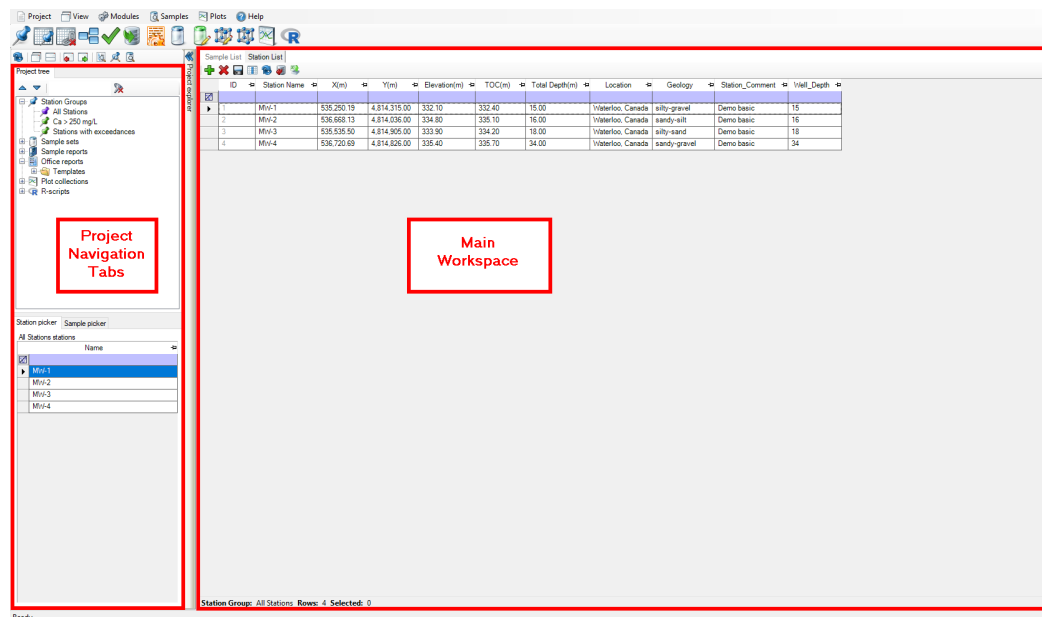 Project View Modules Samples Plots Help
Project explorer
Project tree
Station Groups
All Stations
Ca > 250 mg/L
Stations with exceedances
Sample sets
Sample reports
Office reports
Templates
Plot collections
R-scripts
Project
Navigation
Tabs
Station picker Sample picker
All Stations stations
Name
MW-1
MW-2
MW-3
MW-4
Sample List Station List
ID Station Name X(m) Y(m) Elevation(m) TOC(m) Total Depth(m) Location Geology Station_Comment Well_Depth
1 MW-1 535,250.19 4,814,315.00 332.10 332.40 15.00 Waterloo, Canada silty-gravel Demo basic 15
2 MW-2 536,668.13 4,814,036.00 334.80 335.10 16.00 Waterloo, Canada sandy-silt Demo basic 16
3 MW-3 535,535.50 4,814,905.00 333.90 334.20 18.00 Waterloo, Canada silty-sand Demo basic 18
4 MW-4 536,720.69 4,814,826.00 335.40 335.70 34.00 Waterloo, Canada sandy-gravel Demo basic 34
Main
Workspace
Station Group: All Stations Rows: 4 Selected: 0